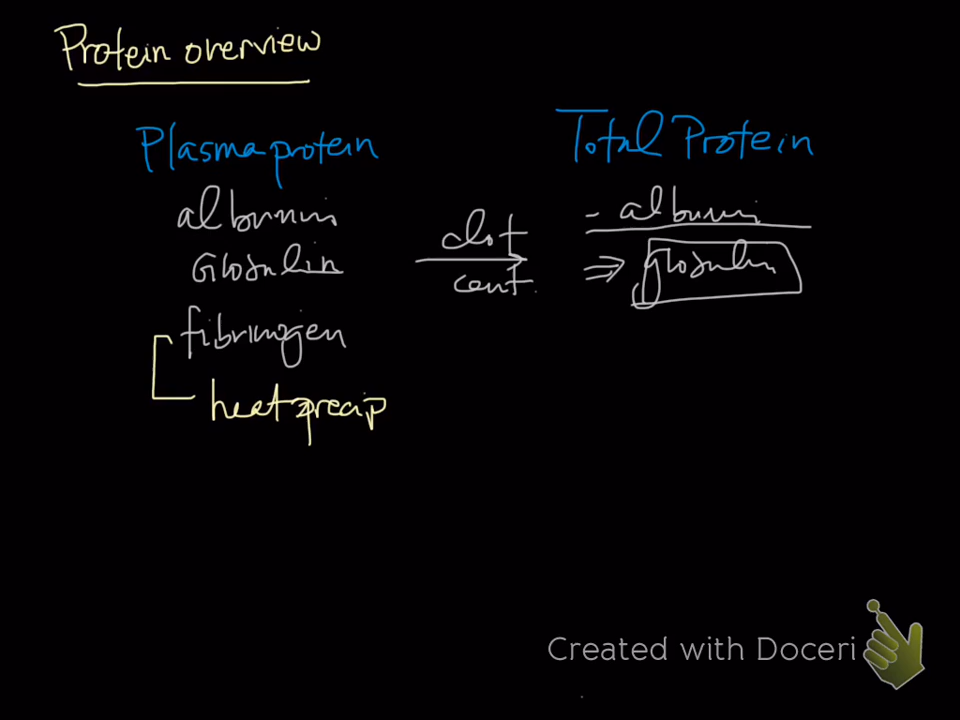 Protein overview
Plasma protein
albumin
Globulin
fibrinogen
heat precip
clot
cent.
Total Protein
- albumin
⇒ globulin
Created with Doceri